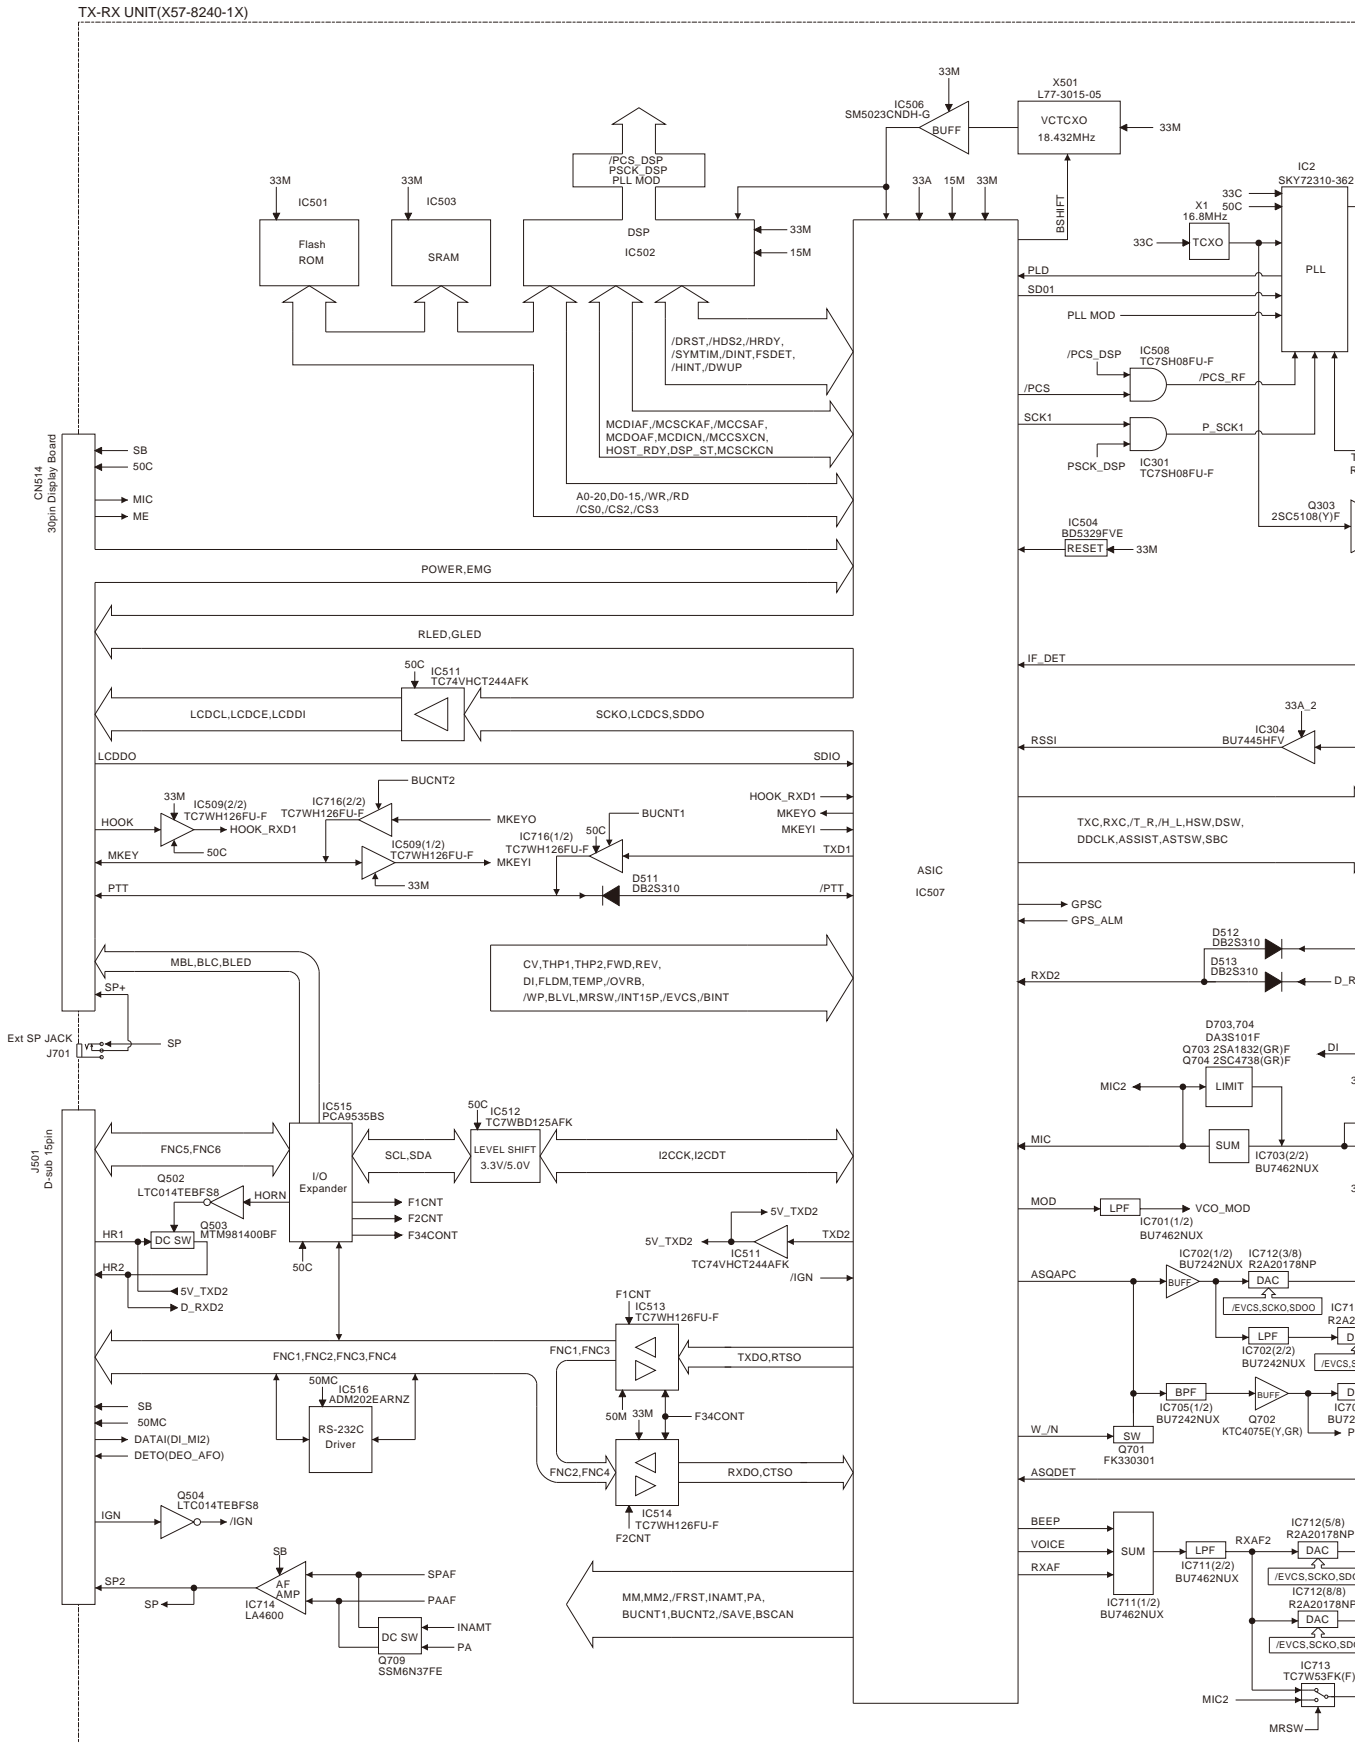 TX-RX UNIT(X57-8240-1X)
33M
X501
L77-3015-05
IC506
SM5023CNDH-G
BUFF
VCTCXO
18.432MHz
33M
/PCS_DSP
PSCK_DSP
PLL MOD
33M
IC501
33M
IC503
33A
15M
33M
IC2
SKY72310-362
33C
50C
X1
16.8MHz
33C
TCXO
PLL
BSHIFT
Flash
ROM
SRAM
DSP
IC502
33M
15M
PLD
SD01
PLL MOD
/DRST,/HDS2,/HRDY,
/SYMTIM,/DINT,FSDET,
/HINT,/DWUP
/PCS_DSP
IC508
TC7SH08FU-F
/PCS
/PCS_RF
SCK1
P_SCK1
PSCK_DSP
IC301
TC7SH08FU-F
MCDIAF,/MCSCKAF,/MCCSAF,
MCDOAF,MCDICN,/MCCSXCN,
HOST_RDY,DSP_ST,MCSCKCN
CN514
30pin Display Board
SB
50C
MIC
ME
A0-20,D0-15,/WR,/RD
/CS0,/CS2,/CS3
Q303
2SC5108(Y)F
IC504
BD5329FVE
RESET
33M
POWER,EMG
RLED,GLED
IF_DET
50C
IC511
TC74VHCT244AFK
LCDCL,LCDCE,LCDDI
SCKO,LCDCS,SDDO
33A_2
IC304
BU7445HFV
RSSI
LCDDO
SDIO
BUCNT2
33M
IC509(2/2)
TC7WH126FU-F
IC716(2/2)
TC7WH126FU-F
HOOK
HOOK_RXD1
50C
MKEYO
HOOK_RXD1
MKEYO
MKEYI
BUCNT1
50C
IC716(1/2)
TC7WH126FU-F
TXD1
IC509(1/2)
TC7WH126FU-F
MKEY
MKEYI
33M
TXC,RXC,/T_R,/H_L,HSW,DSW,
DDCLK,ASSIST,ASTSW,SBC
ASIC
IC507
D511
DB2S310
PTT
/PTT
GPSC
GPS_ALM
MBL,BLC,BLED
CV,THP1,THP2,FWD,REV,
DI,FLDM,TEMP,/OVRB,
/WP,BLVL,MRSW,/INT15P,/EVCS,/BINT
D512
DB2S310
D513
DB2S310
RXD2
D_R
SP+
Ext SP JACK
J701
SP
D703,704
DA3S101F
Q703 2SA1832(GR)F
Q704 2SC4738(GR)F
DI
MIC2
LIMIT
MIC
SUM
IC703(2/2)
BU7462NUX
J501
D-sub 15pin
IC515
PCA9535BS
50C
IC512
TC7WBD125AFK
FNC5,FNC6
SCL,SDA
LEVEL SHIFT
3.3V/5.0V
I2CCK,I2CDT
I/O
Expander
Q502
LTC014TEBFS8
HORN
Q503
MTM981400BF
DC SW
HR1
HR2
5V_TXD2
D_RXD2
F1CNT
F2CNT
F34CONT
50C
5V_TXD2
5V_TXD2
TXD2
IC511
TC74VHCT244AFK
/IGN
MOD
LPF
VCO_MOD
IC701(1/2)
BU7462NUX
ASQAPC
IC702(1/2)
BU7242NUX
BUFF
IC712(3/8)
R2A20178NP
DAC
/EVCS,SCKO,SDOO
LPF
IC702(2/2)
BU7242NUX
F1CNT
IC513
TC7WH126FU-F
FNC1,FNC3
TXDO,RTSO
FNC1,FNC2,FNC3,FNC4
50MC
IC516
ADM202EARNZ
RS-232C
Driver
50M
33M
F34CONT
BPF
IC705(1/2)
BU7242NUX
BUFF
Q702
KTC4075E(Y,GR)
W_/N
SW
Q701
FK330301
SB
50MC
DATAI(DI_MI2)
DETO(DEO_AFO)
FNC2,FNC4
RXDO,CTSO
IC514
TC7WH126FU-F
F2CNT
ASQDET
Q504
LTC014TEBFS8
IGN
/IGN
BEEP
VOICE
RXAF
SUM
IC711(1/2)
BU7462NUX
LPF
IC711(2/2)
BU7462NUX
RXAF2
IC712(5/8)
R2A20178NP
DAC
/EVCS,SCKO,SDO
IC712(8/8)
R2A20178NP
DAC
/EVCS,SCKO,SDO
SB
AF
AMP
IC714
LA4600
SP2
SP
SPAF
PAAF
DC SW
INAMT
PA
Q709
SSM6N37FE
MM,MM2,/FRST,INAMT,PA,
BUCNT1,BUCNT2,/SAVE,BSCAN
IC713
TC7W53FK(F)
MIC2
MRSW